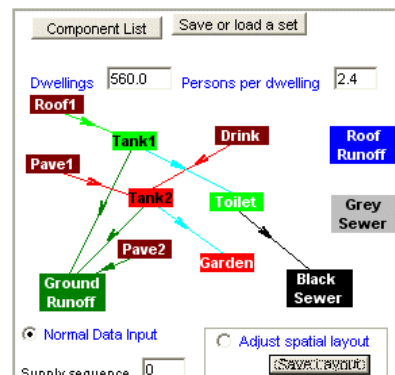 Component List
Save or load a set
Dwellings 560.0 Persons per dwelling 2.4
Roof1
Tank1
Drink
Roof
Runoff
Pave1
Tank2
Toilet
Grey
Sewer
Pave2
Garden
Ground
Runoff
Black
Sewer
Normal Data Input
Adjust spatial layout
Supply sequence 0
(Save Layout)